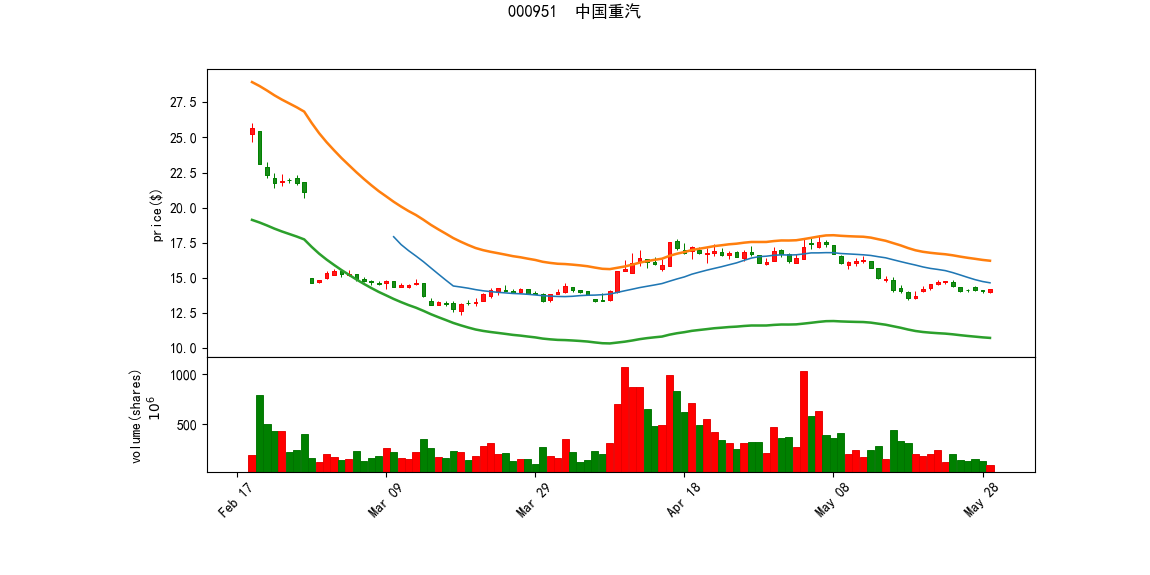 000951 中国重汽
price($)
27.5
25.0
22.5
20.0
17.5
15.0
12.5
10.0
volume(shares)
10^6
1000
500
Feb 17
Mar 09
Mar 29
Apr 18
May 08
May 28